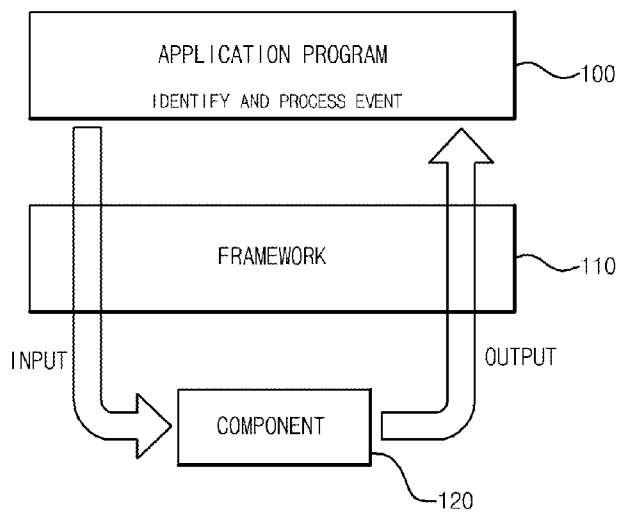 APPLICATION PROGRAM
IDENTIFY AND PROCESS EVENT
100
FRAMEWORK
110
INPUT
OUTPUT
COMPONENT
120